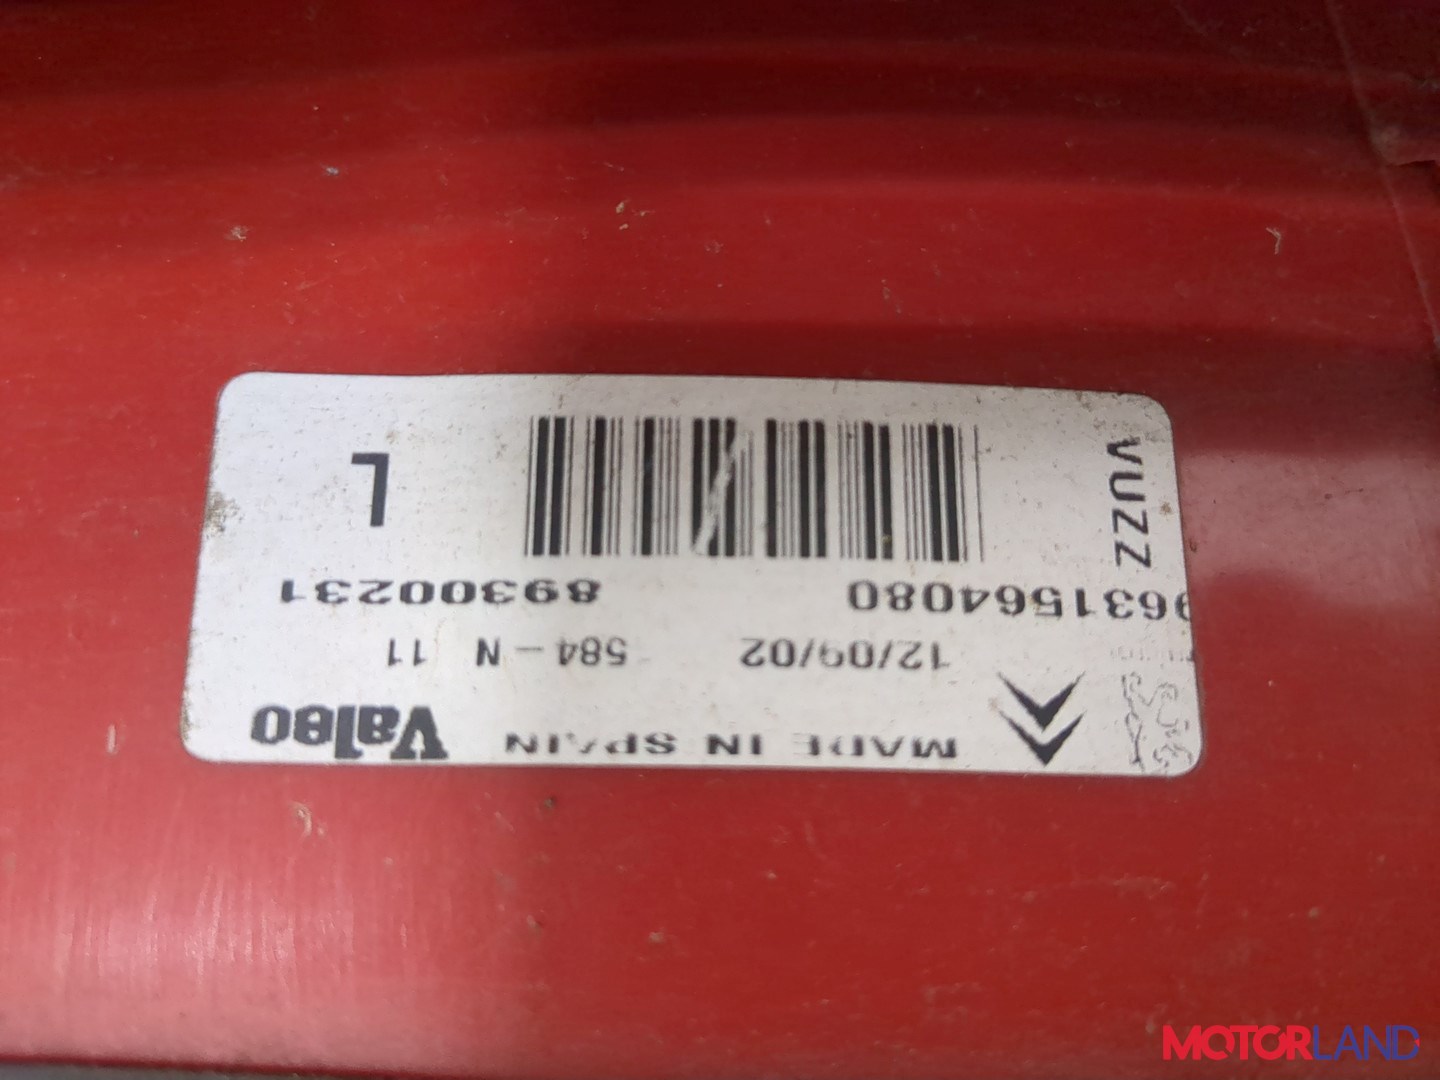 MADE IN SPAIN Valeo
12/09/02 584-N 11
9631564080 89300231
VUZZ
L
MOTORLAND